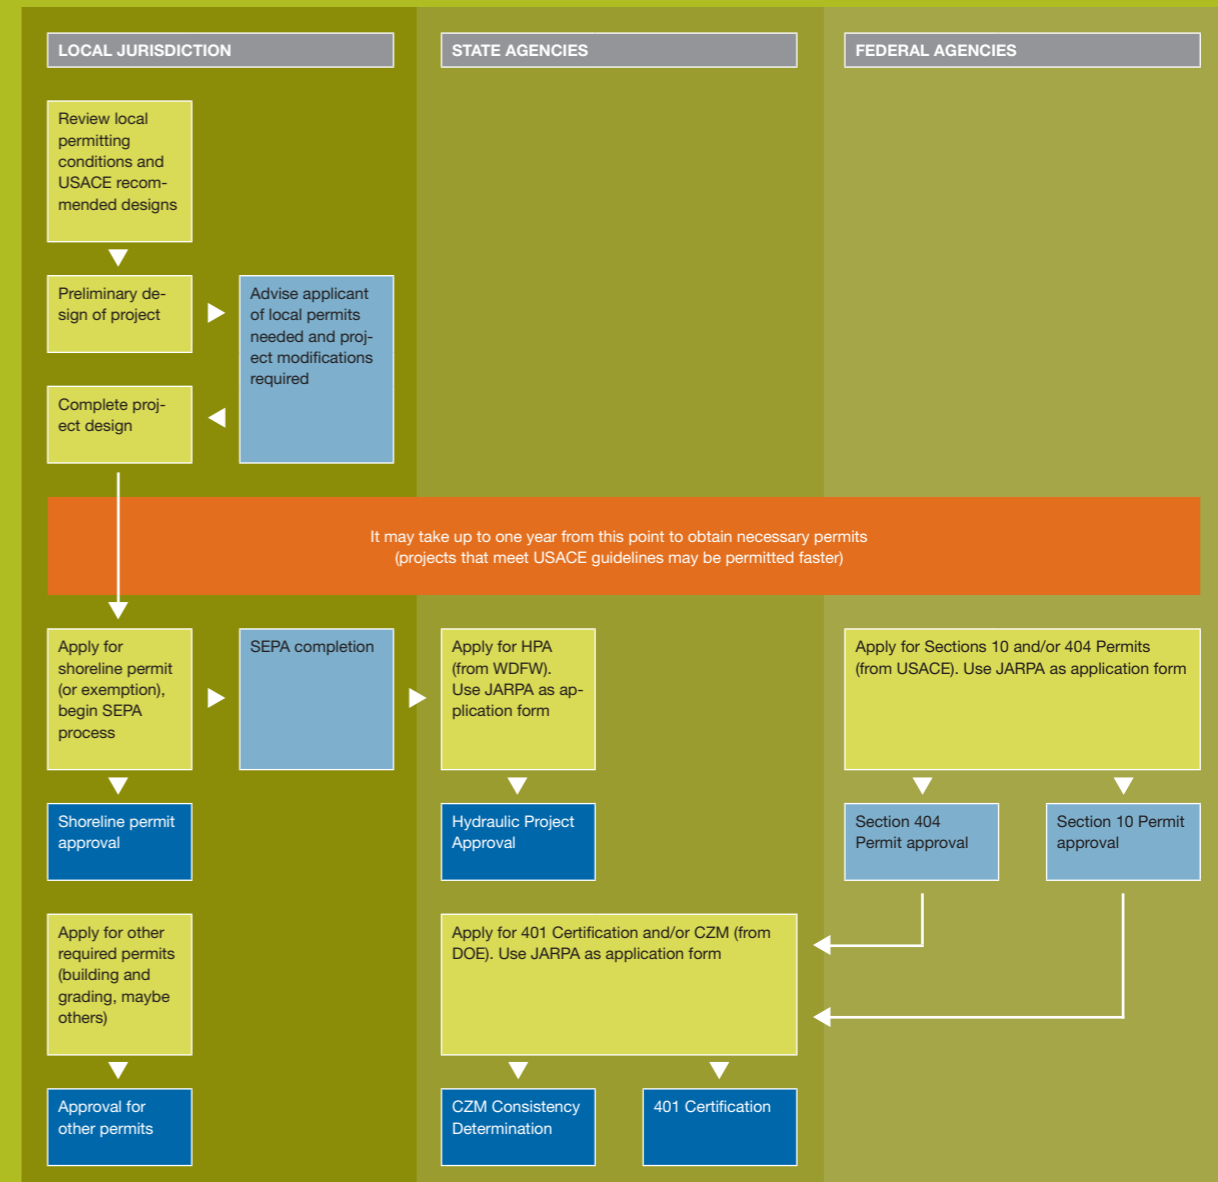 LOCAL JURISDICTION
STATE AGENCIES
FEDERAL AGENCIES
Review local
permitting
conditions and
USACE recom-
mended designs
Preliminary de-
sign of project
Advise applicant
of local permits
needed and proj-
ect modifications
required
Complete proj-
ect design
It may take up to one year from this point to obtain necessary permits
(projects that meet USACE guidelines may be permitted faster)
Apply for
shoreline permit
(or exemption),
begin SEPA
process
SEPA completion
Apply for HPA
(from WDFW).
Use JARPA as ap-
plication form
Apply for Sections 10 and/or 404 Permits
(from USACE). Use JARPA as application form
Shoreline permit
approval
Hydraulic Project
Approval
Section 404
Permit approval
Section 10 Permit
approval
Apply for other
required permits
(building and
grading, maybe
others)
Apply for 401 Certification and/or CZM (from
DOE). Use JARPA as application form
Approval for
other permits
CZM Consistency
Determination
401 Certification